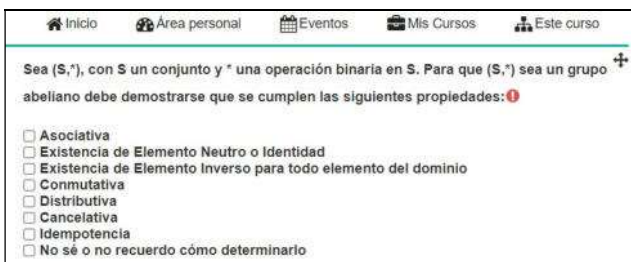 Inicio Área personal Eventos Mis Cursos Este curso
Sea (S,*), con S un conjunto y * una operación binaria en S. Para que (S,*) sea un grupo
abeliano debe demostrarse que se cumplen las siguientes propiedades:
Asociativa
Existencia de Elemento Neutro o Identidad
Existencia de Elemento Inverso para todo elemento del dominio
Conmutativa
Distributiva
Cancelativa
Idempotencia
No sé o no recuerdo cómo determinarlo